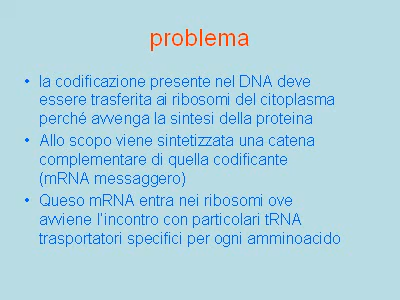 problema
• la codificazione presente nel DNA deve
essere trasferita ai ribosomi del citoplasma
perché avvenga la sintesi della proteina
• Allo scopo viene sintetizzata una catena
complementare di quella codificante
(mRNA messaggero)
• Queso mRNA entra nei ribosomi ove
avviene l'incontro con particolari tRNA
trasportatori specifici per ogni amminoacido